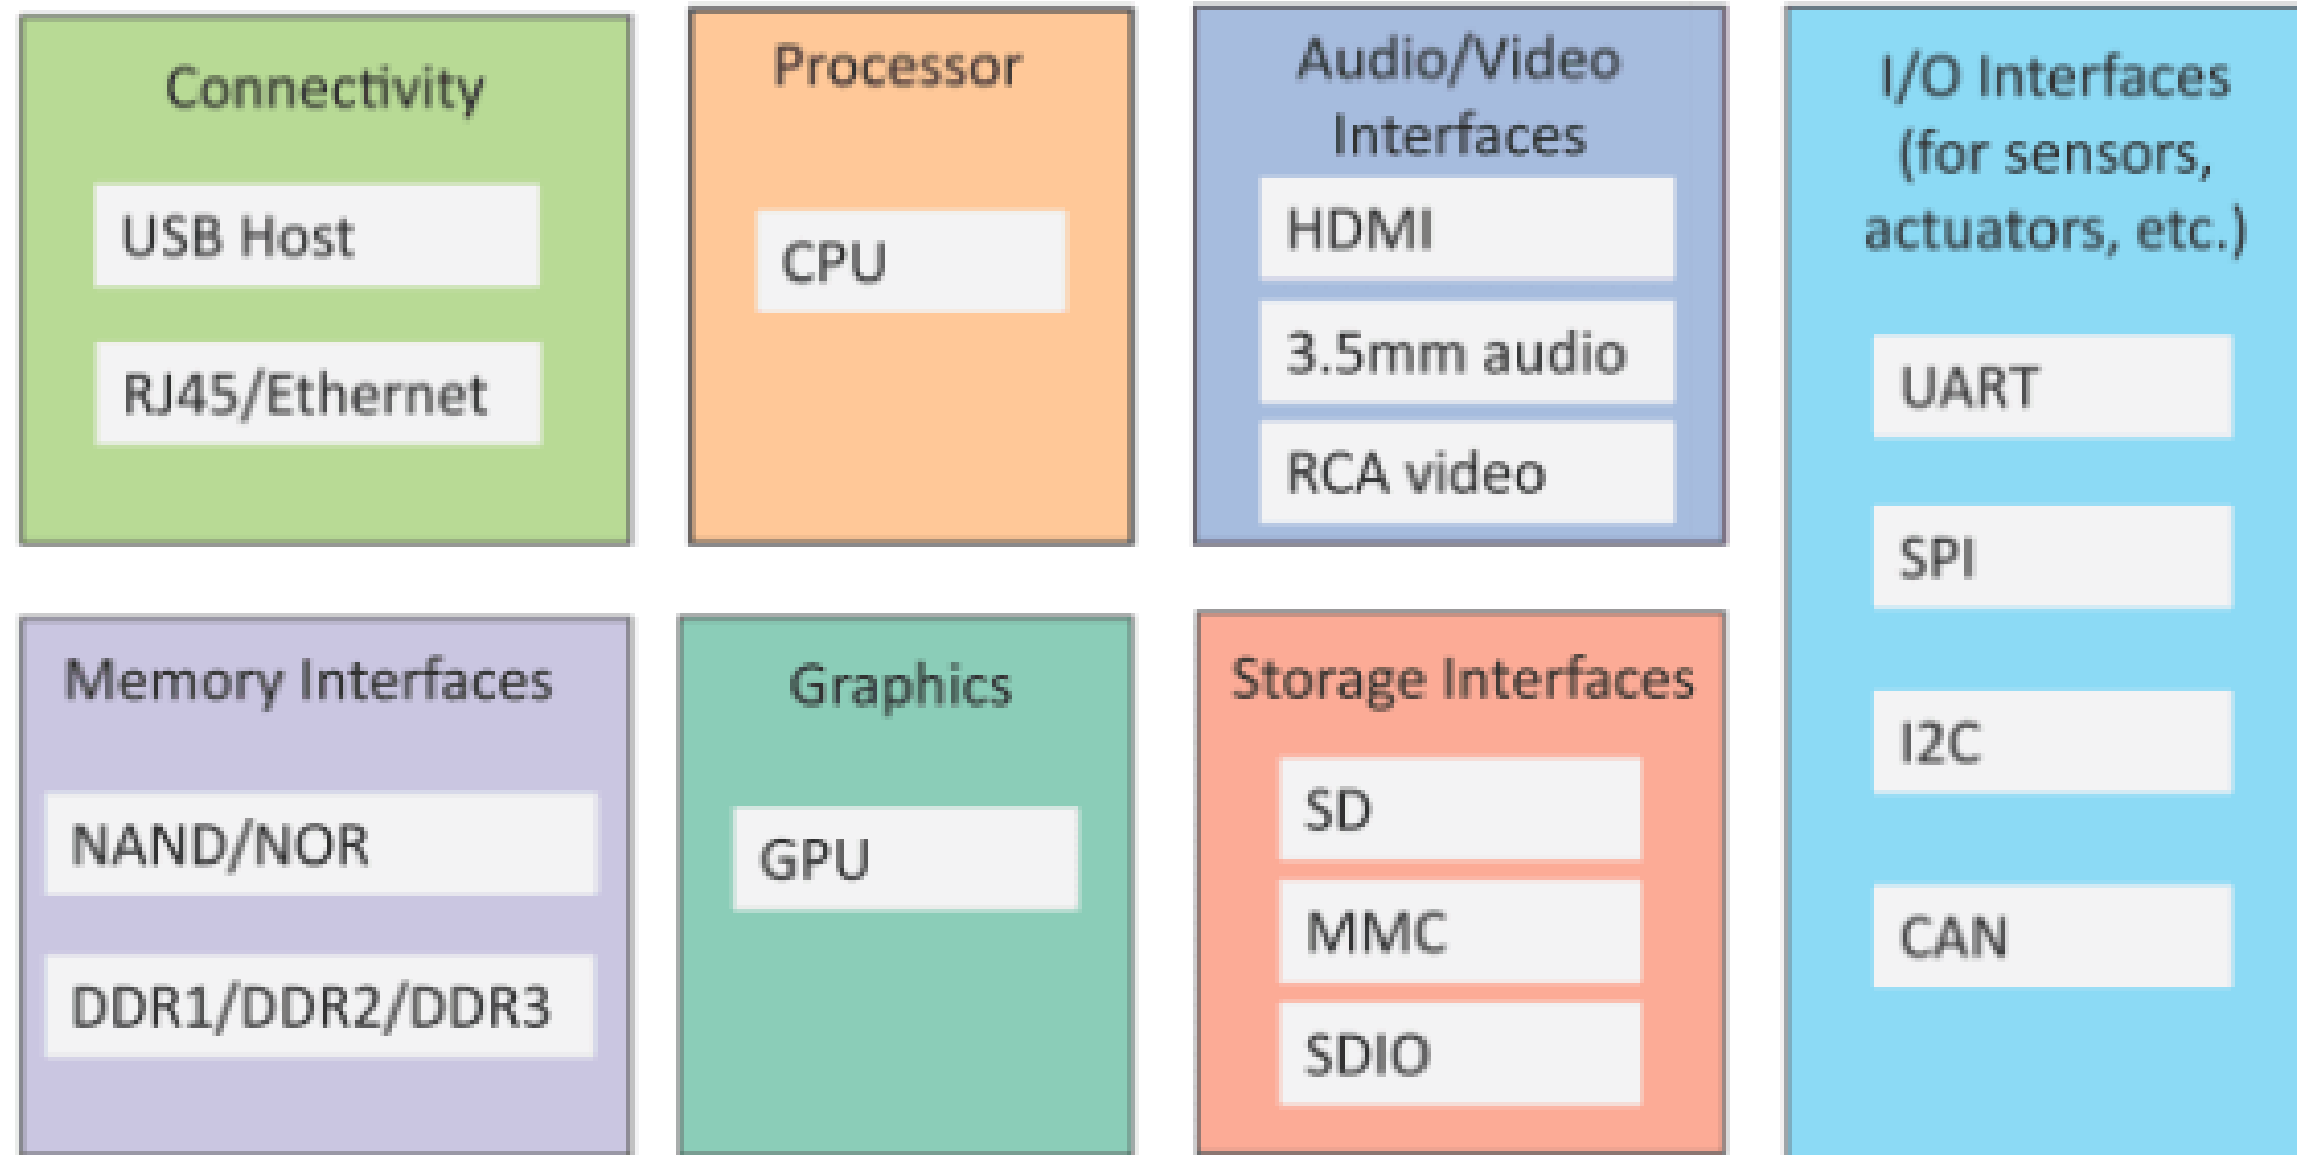 Connectivity
USB Host
RJ45/Ethernet
Processor
CPU
Audio/Video
Interfaces
HDMI
3.5mm audio
RCA video
I/O Interfaces
(for sensors,
actuators, etc.)
UART
SPI
I2C
CAN
Memory Interfaces
NAND/NOR
DDR1/DDR2/DDR3
Graphics
GPU
Storage Interfaces
SD
MMC
SDIO